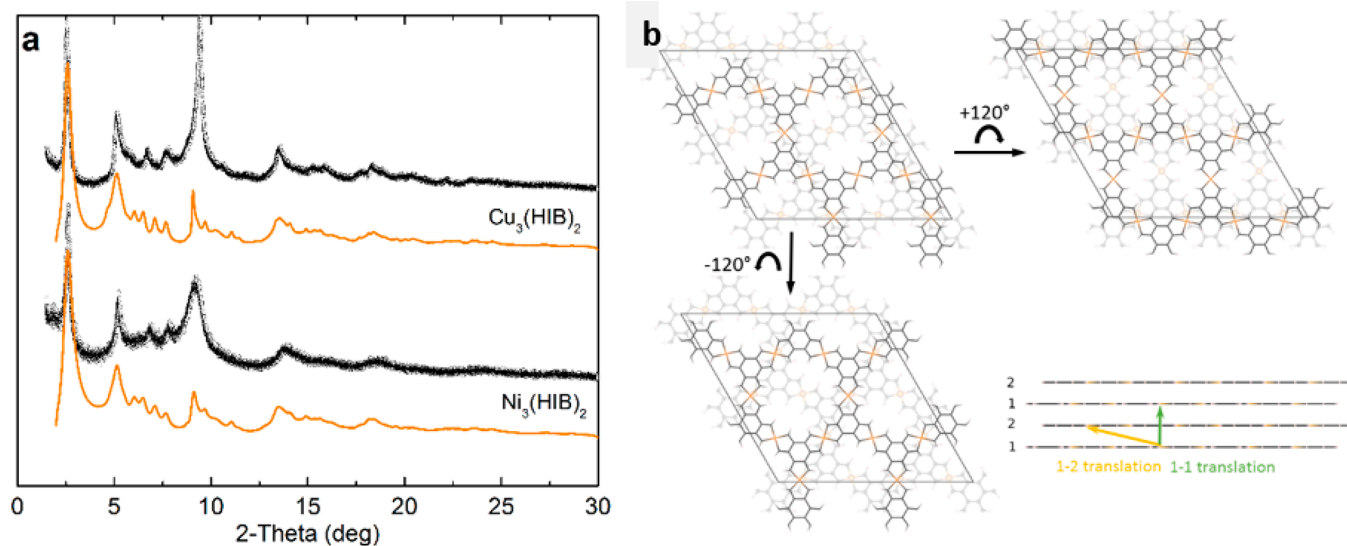 a
Cu3(HIB)2
Ni3(HIB)2
0 5 10 15 20 25 30
2-Theta (deg)
b
+120°
-120°
2
1
2
1
1-2 translation 1-1 translation